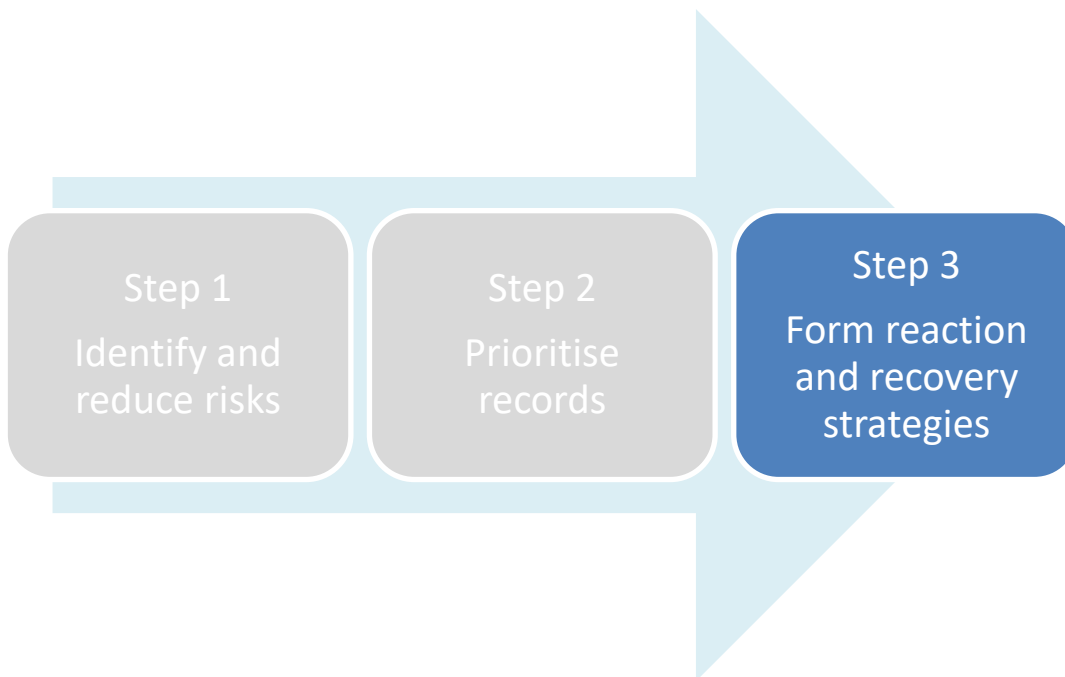 Step 1
Identify and
reduce risks
Step 2
Prioritise
records
Step 3
Form reaction
and recovery
strategies